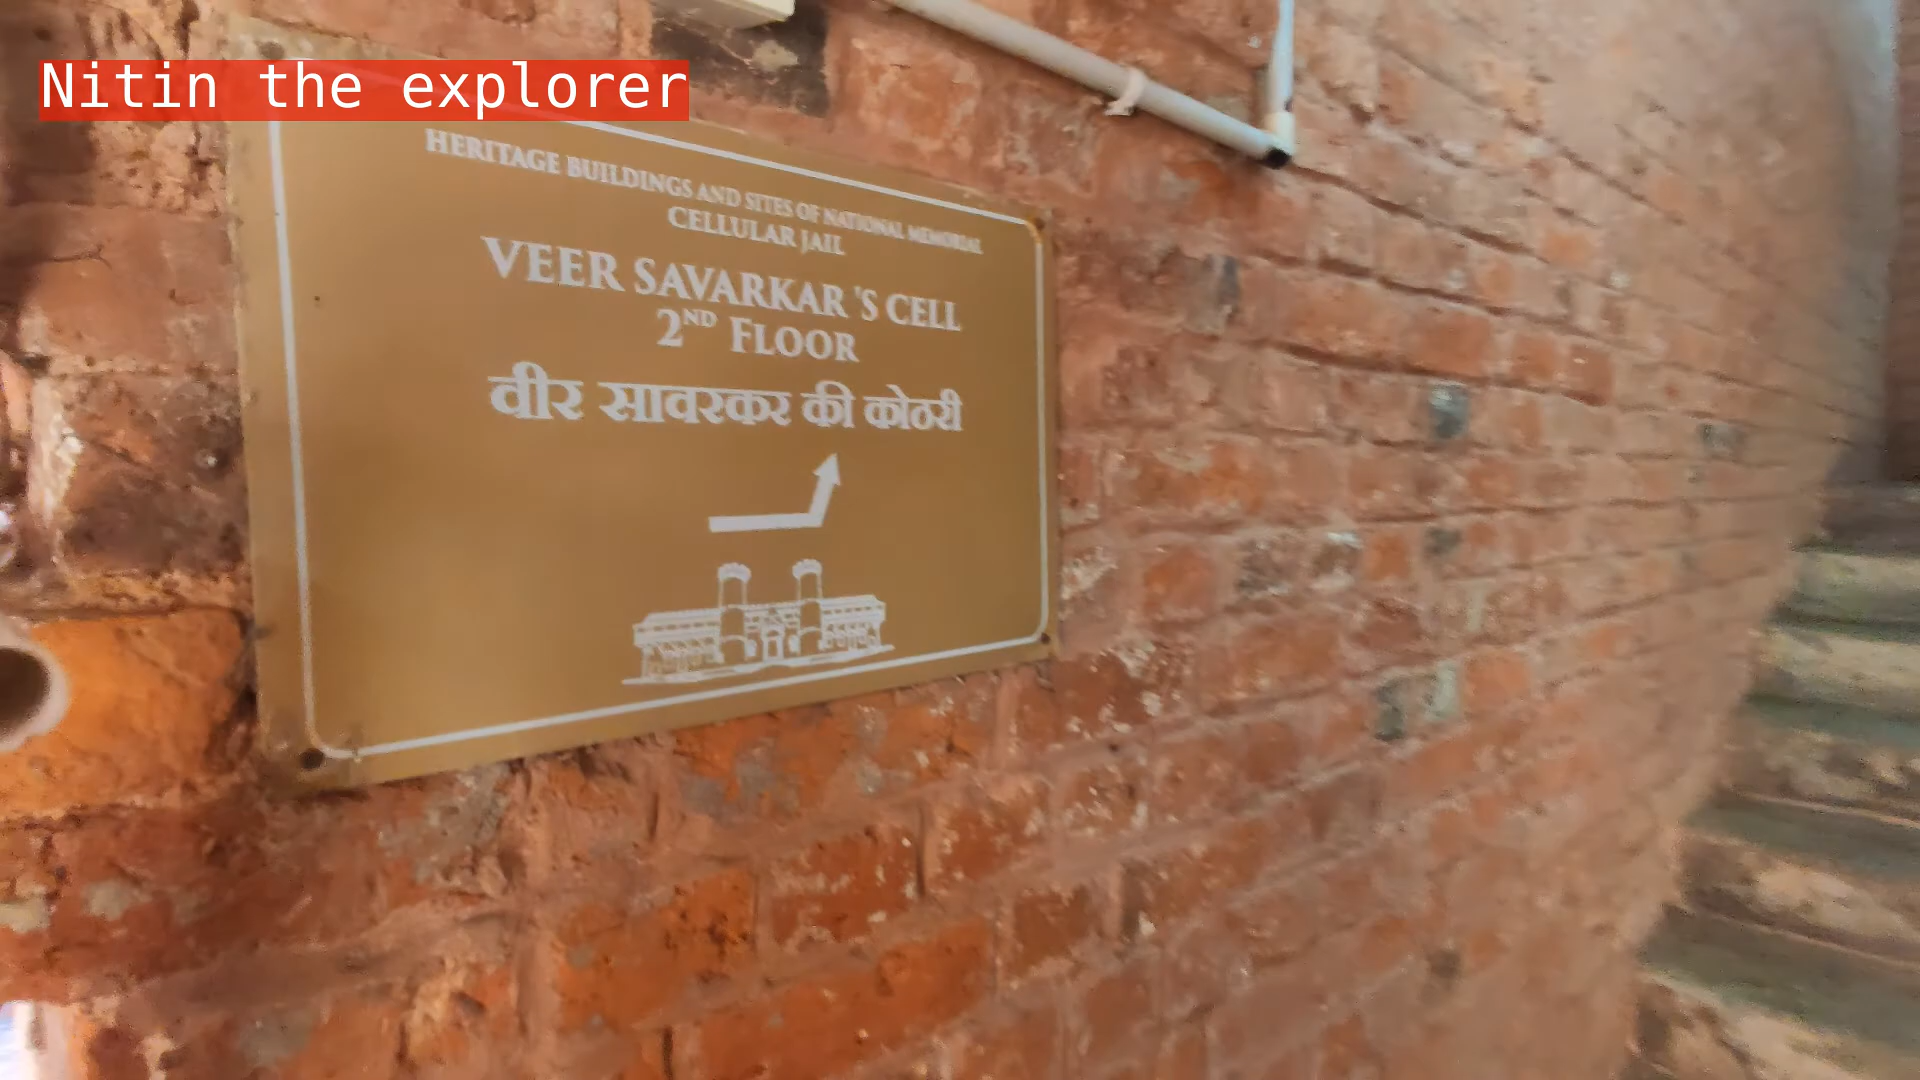 Nitin the explorer
HERITAGE BUILDINGS AND SITES OF NATIONAL MEMORIAL
CELLULAR JAIL
VEER SAVARKAR 'S CELL
2ND FLOOR
वीर सावरकर की कोठरी